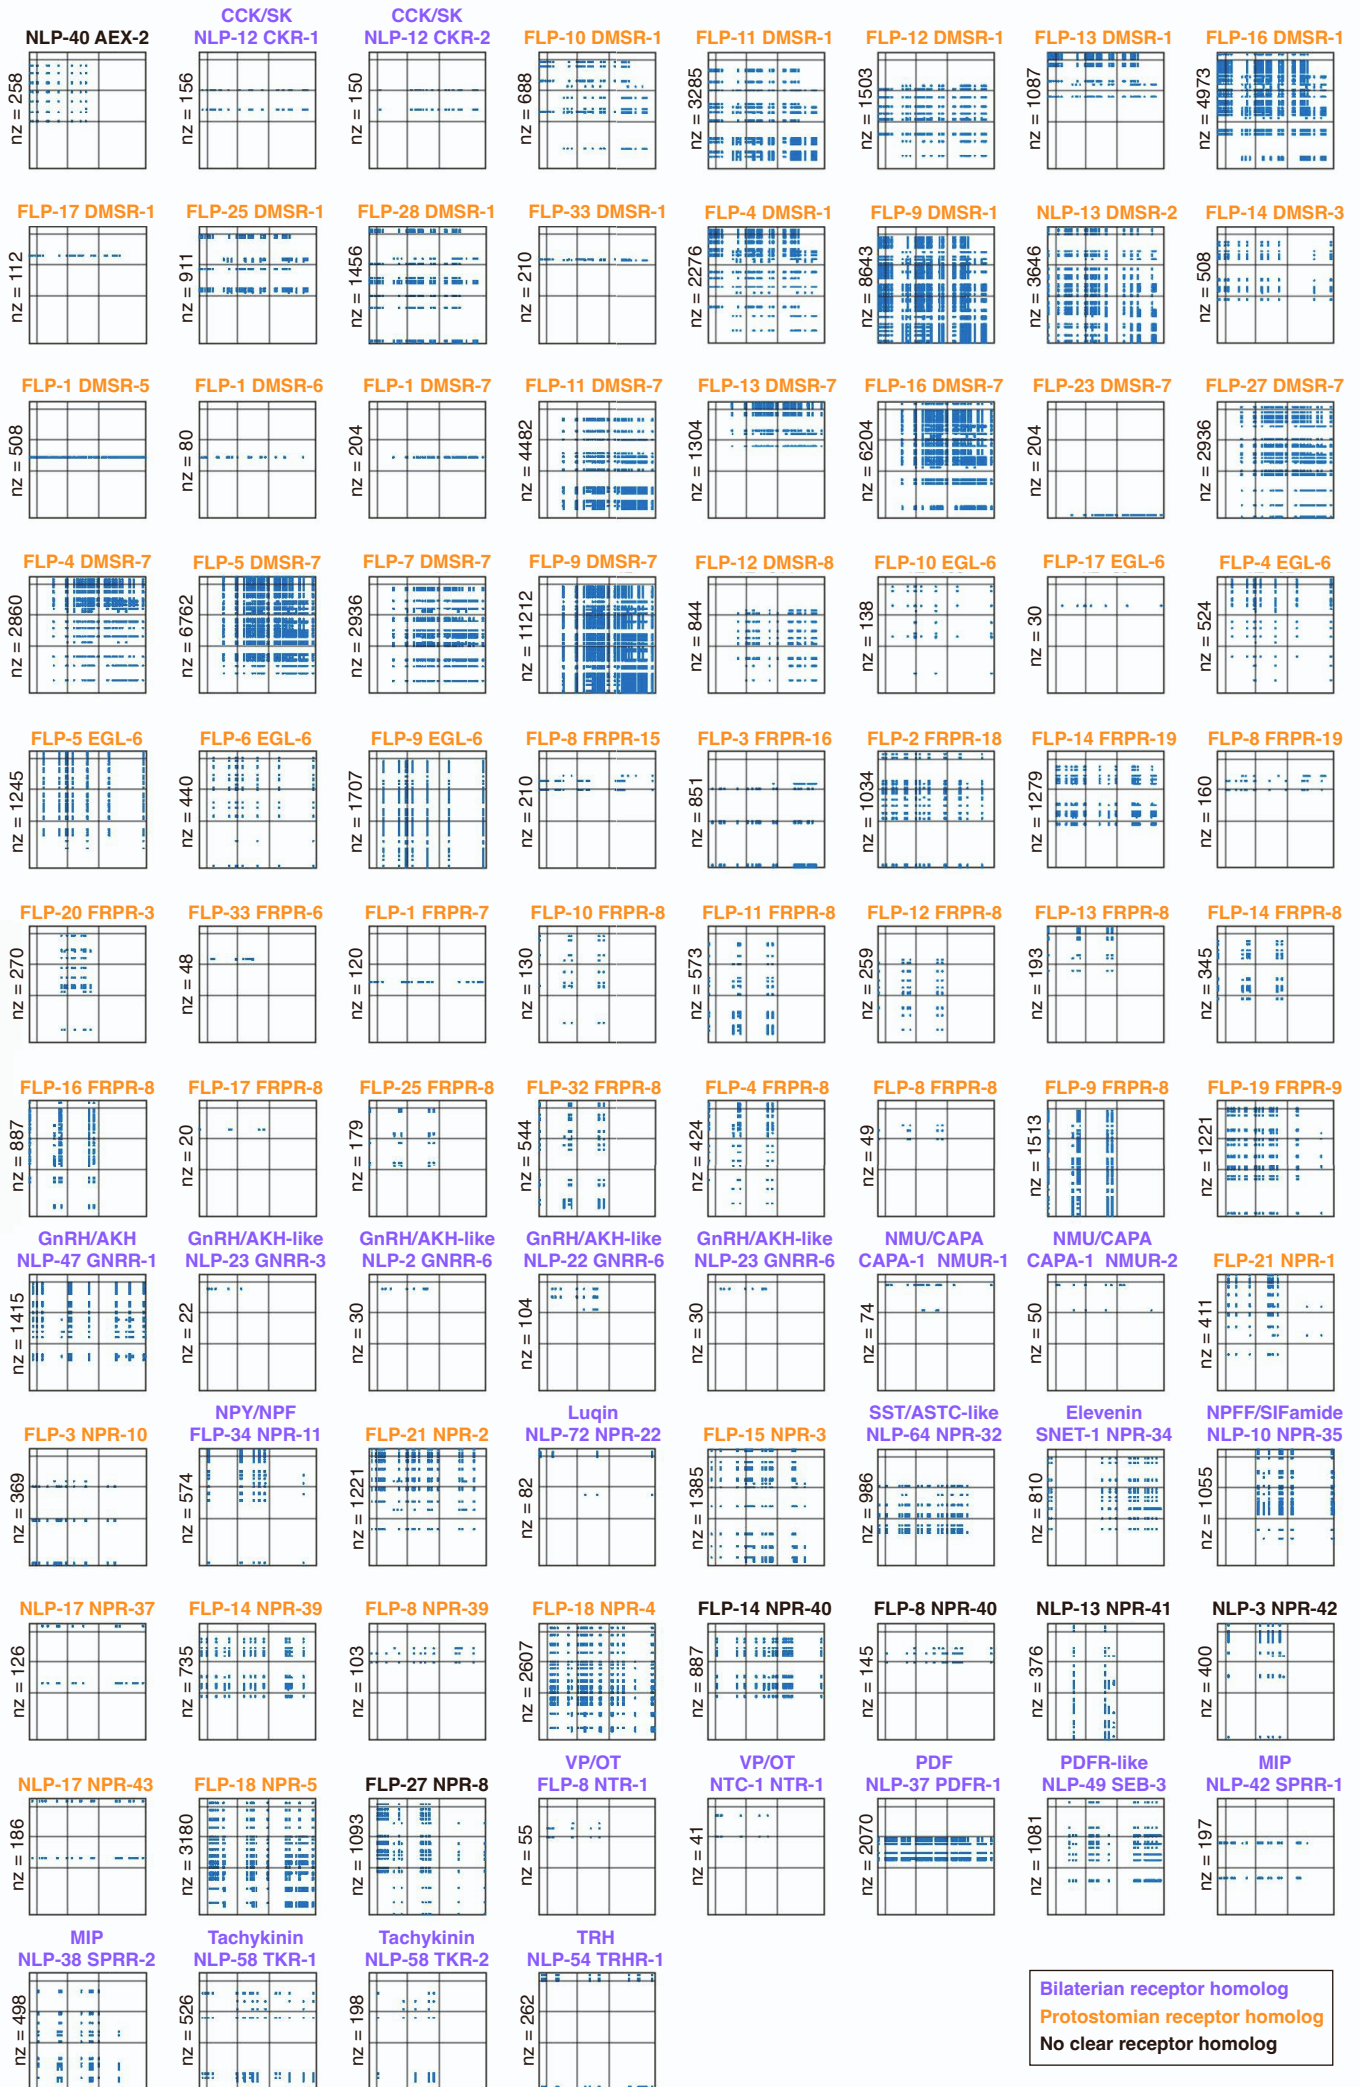 CCK/SK CCK/SK
NLP-40 AEX-2 NLP-12 CKR-1 NLP-12 CKR-2 FLP-10 DMSR-1 FLP-11 DMSR-1 FLP-12 DMSR-1 FLP-13 DMSR-1 FLP-16 DMSR-1
nz = 258 nz = 156 nz = 150 nz = 688 nz = 3285 nz = 1503 nz = 1087 nz = 4973
FLP-17 DMSR-1 FLP-25 DMSR-1 FLP-28 DMSR-1 FLP-33 DMSR-1 FLP-4 DMSR-1 FLP-9 DMSR-1 NLP-13 DMSR-2 FLP-14 DMSR-3
nz = 112 nz = 911 nz = 1456 nz = 210 nz = 2276 nz = 8643 nz = 3646 nz = 508
FLP-1 DMSR-5 FLP-1 DMSR-6 FLP-1 DMSR-7 FLP-11 DMSR-7 FLP-13 DMSR-7 FLP-16 DMSR-7 FLP-23 DMSR-7 FLP-27 DMSR-7
nz = 508 nz = 80 nz = 204 nz = 4482 nz = 1304 nz = 6204 nz = 204 nz = 2936
FLP-4 DMSR-7 FLP-5 DMSR-7 FLP-7 DMSR-7 FLP-9 DMSR-7 FLP-12 DMSR-8 FLP-10 EGL-6 FLP-17 EGL-6 FLP-4 EGL-6
nz = 2860 nz = 6762 nz = 2936 nz = 11212 nz = 844 nz = 138 nz = 30 nz = 524
FLP-5 EGL-6 FLP-6 EGL-6 FLP-9 EGL-6 FLP-8 FRPR-15 FLP-3 FRPR-16 FLP-2 FRPR-18 FLP-14 FRPR-19 FLP-8 FRPR-19
nz = 1245 nz = 440 nz = 1707 nz = 210 nz = 851 nz = 1034 nz = 1279 nz = 160
FLP-20 FRPR-3 FLP-33 FRPR-6 FLP-1 FRPR-7 FLP-10 FRPR-8 FLP-11 FRPR-8 FLP-12 FRPR-8 FLP-13 FRPR-8 FLP-14 FRPR-8
nz = 270 nz = 48 nz = 120 nz = 130 nz = 573 nz = 259 nz = 193 nz = 345
FLP-16 FRPR-8 FLP-17 FRPR-8 FLP-25 FRPR-8 FLP-32 FRPR-8 FLP-4 FRPR-8 FLP-8 FRPR-8 FLP-9 FRPR-8 FLP-19 FRPR-9
nz = 887 nz = 20 nz = 179 nz = 544 nz = 424 nz = 49 nz = 1513 nz = 1221
GnRH/AKH GnRH/AKH-like GnRH/AKH-like GnRH/AKH-like GnRH/AKH-like NMU/CAPA NMU/CAPA
NLP-47 GNRR-1 NLP-23 GNRR-3 NLP-2 GNRR-6 NLP-22 GNRR-6 NLP-23 GNRR-6 CAPA-1 NMUR-1 CAPA-1 NMUR-2 FLP-21 NPR-1
nz = 1415 nz = 22 nz = 30 nz = 104 nz = 30 nz = 74 nz = 50 nz = 411
NPY/NPF Luqin SST/ASTC-like Elevenin NPFF/SIFamide
FLP-3 NPR-10 FLP-34 NPR-11 FLP-21 NPR-2 NLP-72 NPR-22 FLP-15 NPR-3 NLP-64 NPR-32 SNET-1 NPR-34 NLP-10 NPR-35
nz = 369 nz = 574 nz = 1221 nz = 82 nz = 1385 nz = 986 nz = 810 nz = 1055
NLP-17 NPR-37 FLP-14 NPR-39 FLP-8 NPR-39 FLP-18 NPR-4 FLP-14 NPR-40 FLP-8 NPR-40 NLP-13 NPR-41 NLP-3 NPR-42
nz = 126 nz = 735 nz = 103 nz = 2607 nz = 887 nz = 145 nz = 376 nz = 400
VP/OT VP/OT PDF PDFR-like MIP
NLP-17 NPR-43 FLP-18 NPR-5 FLP-27 NPR-8 FLP-8 NTR-1 NTC-1 NTR-1 NLP-37 PDFR-1 NLP-49 SEB-3 NLP-42 SPRR-1
nz = 186 nz = 3180 nz = 1093 nz = 55 nz = 41 nz = 2070 nz = 1081 nz = 197
MIP Tachykinin Tachykinin TRH
NLP-38 SPRR-2 NLP-58 TKR-1 NLP-58 TKR-2 NLP-54 TRHR-1
nz = 498 nz = 526 nz = 198 nz = 262
Bilaterian receptor homolog
Protostomian receptor homolog
No clear receptor homolog